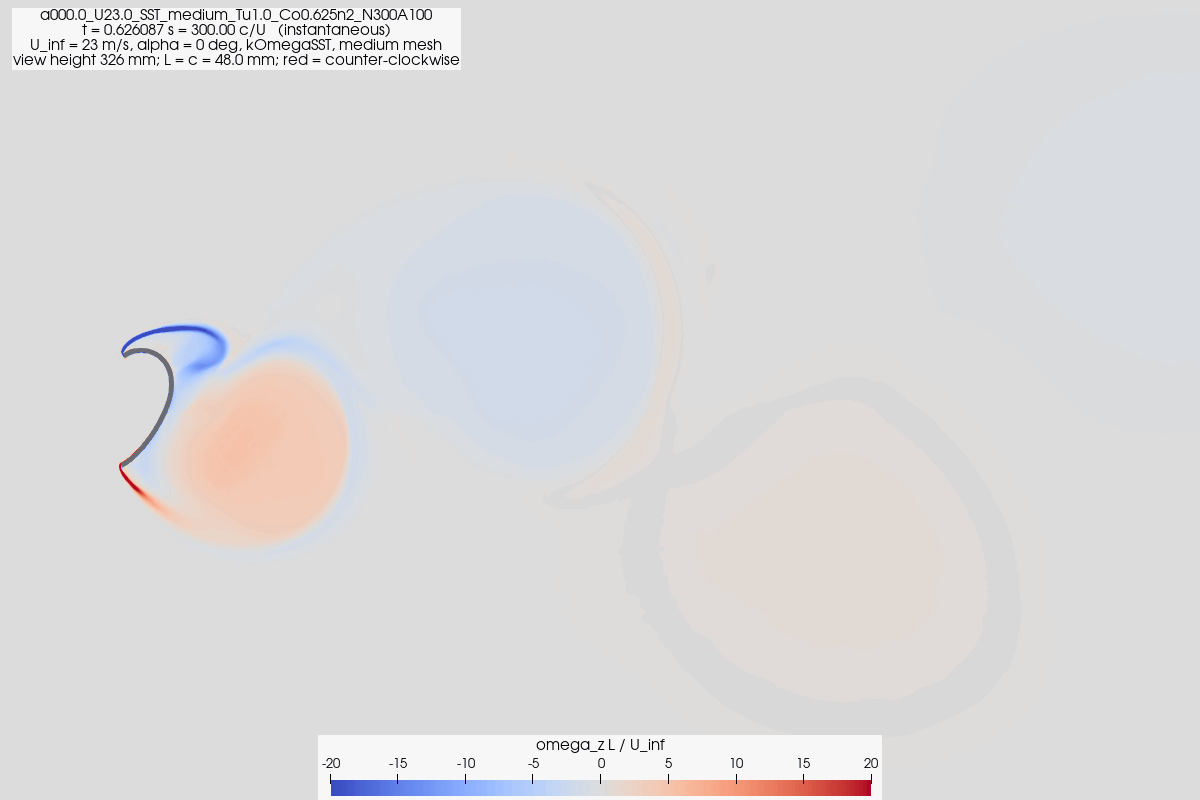 a000.0_U23.0_SST_medium_Tu1.0_Co0.625n2_N300A100
t = 0.626087 s = 300.00 c/U (instantaneous)
U_inf = 23 m/s, alpha = 0 deg, kOmegaSST, medium mesh
view height 326 mm; L = c = 48.0 mm; red = counter-clockwise
omega_z L / U_inf
-20 -15 -10 -5 0 5 10 15 20